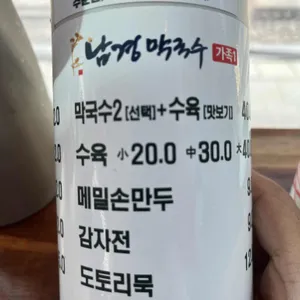 남경막국수 가족1
막국수2 [선택]+수육 [맛보기]
수육 小 20.0 中 30.0 大
메밀손만두
감자전
도토리묵